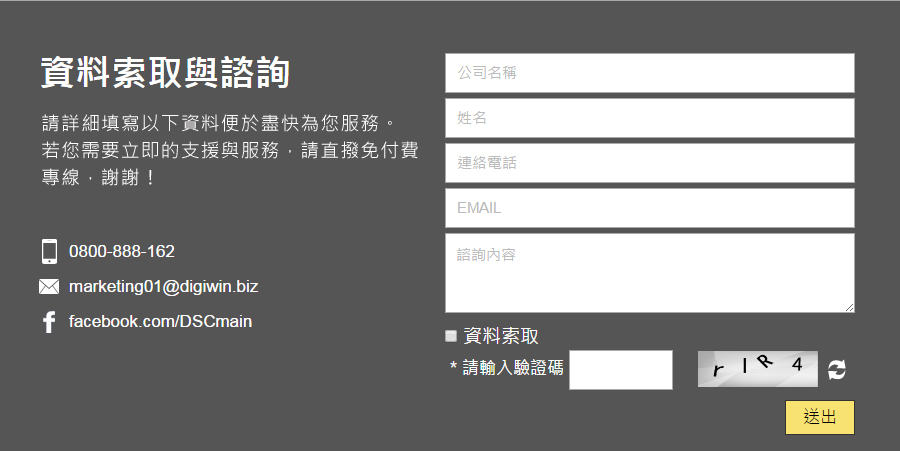 資料索取與諮詢
請詳細填寫以下資料便於盡快為您服務。
若您需要立即的支援與服務，請直撥免付費
專線，謝謝！
0800-888-162
marketing01@digiwin.biz
facebook.com/DSCmain
公司名稱
姓名
連絡電話
EMAIL
諮詢內容
資料索取
* 請輸入驗證碼
rIR4
送出